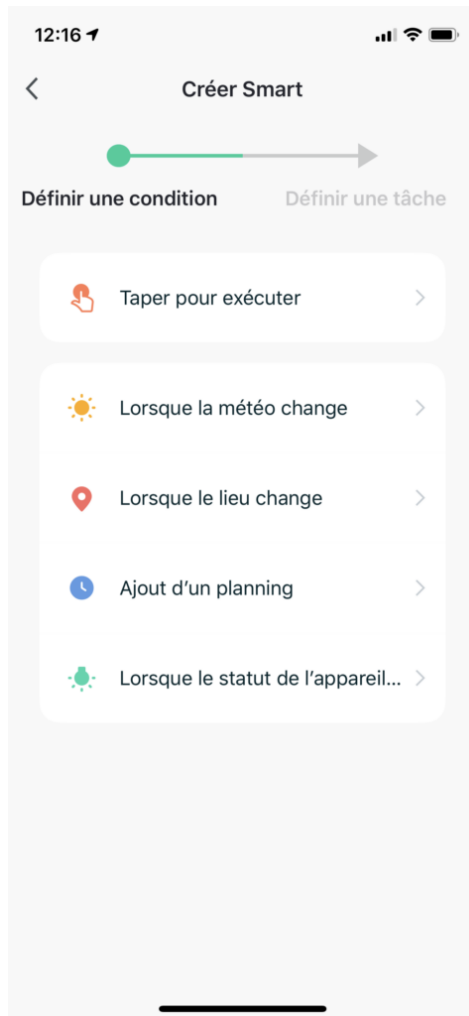 12:16
Créer Smart
Définir une condition
Définir une tâche
Taper pour exécuter
Lorsque la météo change
Lorsque le lieu change
Ajout d’un planning
Lorsque le statut de l’appareil...